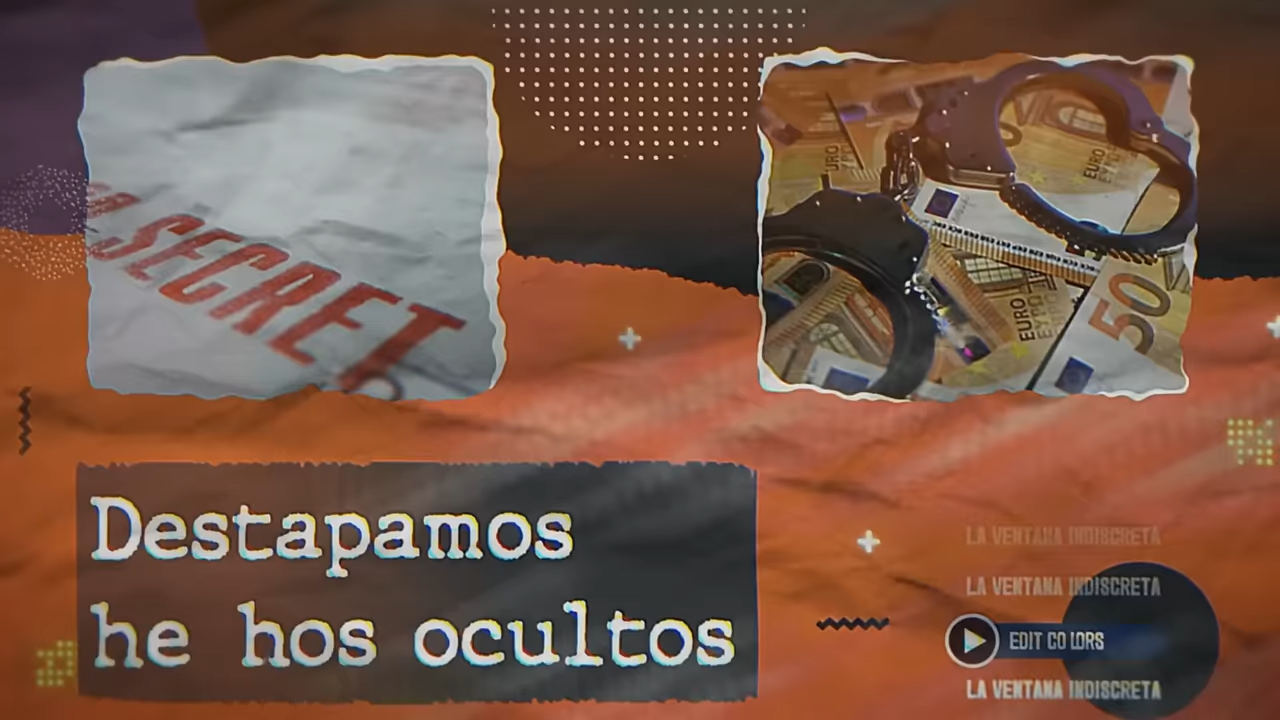 SECRET
EURO
EURO
50
EURO
Destapamos
he hos ocultos
LA VENTANA INDISCRETA
LA VENTANA INDISCRETA
EDIT CO LORS
LA VENTANA INDISCRETA